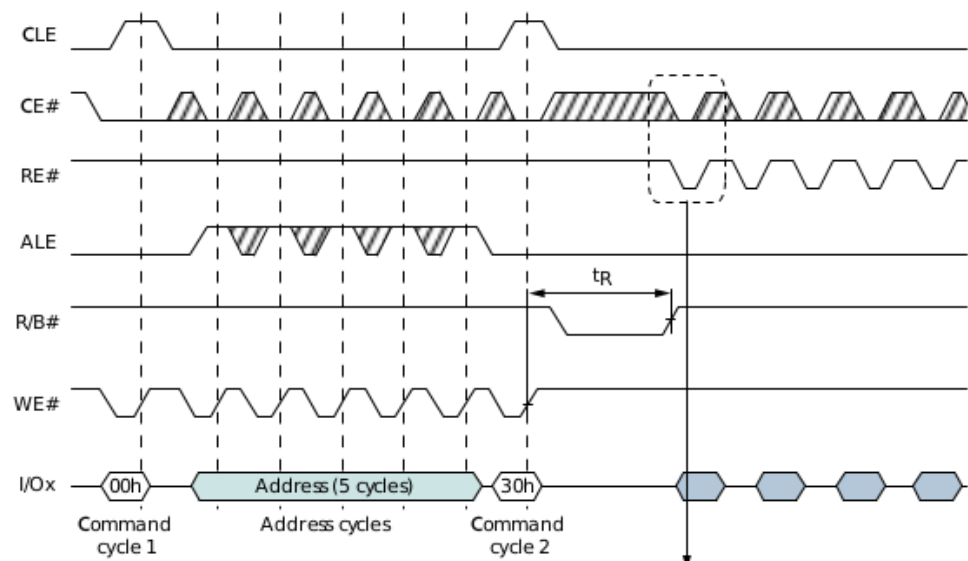 CLE
CE#
RE#
ALE
tR
R/B#
WE#
I/Ox
00h
Address (5 cycles)
30h
Command
cycle 1
Address cycles
Command
cycle 2